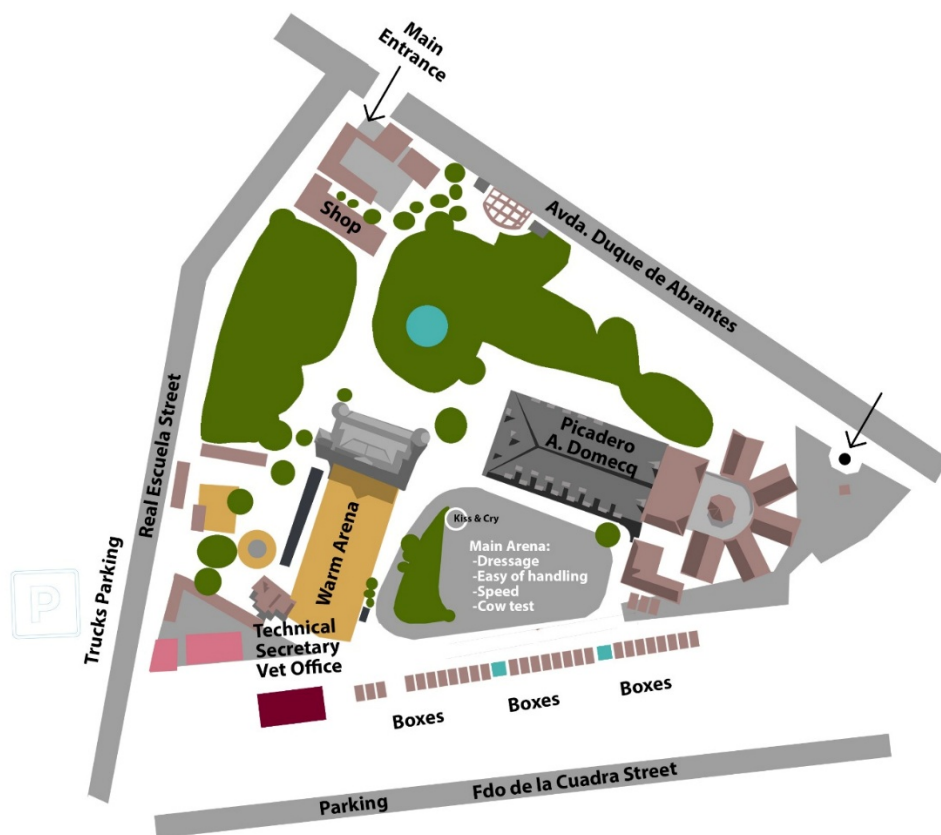 Main
Entrance
Shop
Avda. Duque de Abrantes
Real Escuela Street
Picadero
A. Domecq
Kiss & Cry
Main Arena:
-Dressage
-Easy of handling
-Speed
-Cow test
Warm Arena
Trucks Parking
P
Technical
Secretary
Vet Office
Boxes
Boxes
Boxes
Parking
Fdo de la Cuadra Street